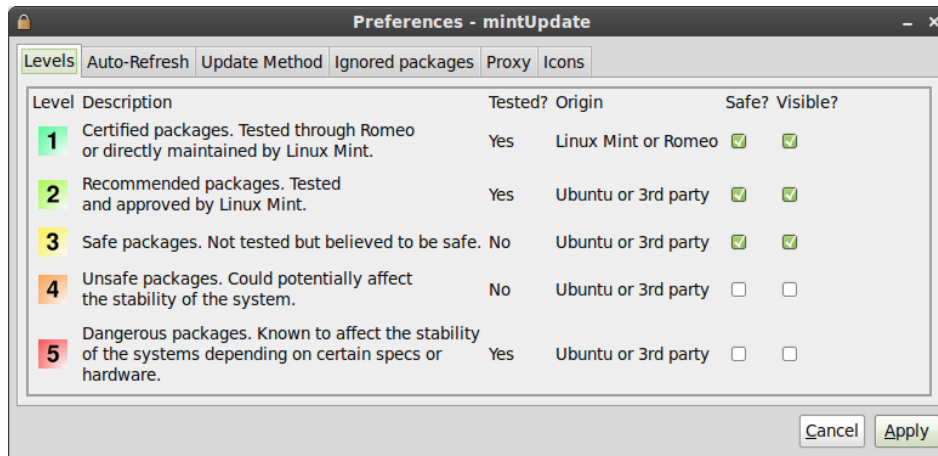 Preferences - mintUpdate
Levels Auto-Refresh Update Method Ignored packages Proxy Icons
Level Description Tested? Origin Safe? Visible?
1 Certified packages. Tested through Romeo
or directly maintained by Linux Mint. Yes Linux Mint or Romeo
2 Recommended packages. Tested
and approved by Linux Mint. Yes Ubuntu or 3rd party
3 Safe packages. Not tested but believed to be safe. No Ubuntu or 3rd party
4 Unsafe packages. Could potentially affect
the stability of the system. No Ubuntu or 3rd party
5 Dangerous packages. Known to affect the stability
of the systems depending on certain specs or Yes Ubuntu or 3rd party
hardware.
Cancel Apply